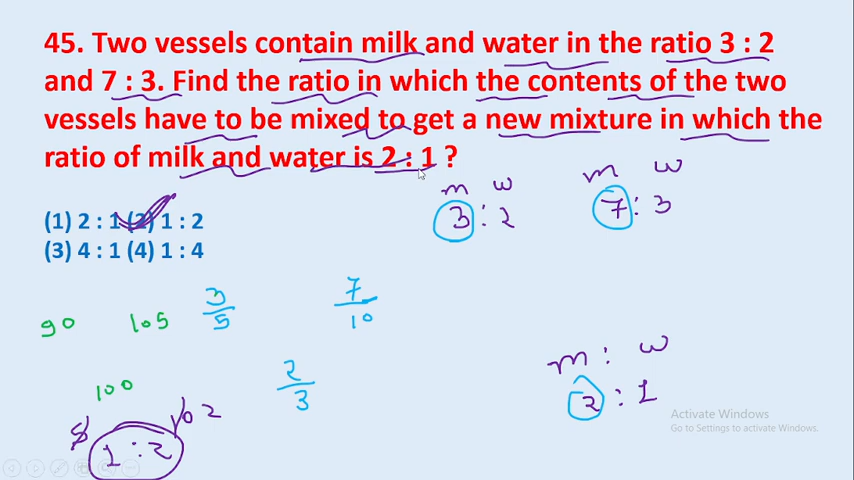 45. Two vessels contain milk and water in the ratio 3 : 2
and 7 : 3. Find the ratio in which the contents of the two
vessels have to be mixed to get a new mixture in which the
ratio of milk and water is 2 : 1 ?
m w
3 : 2
m w
7 : 3
(1) 2 : 1 (2) 1 : 2
(3) 4 : 1 (4) 1 : 4
3/5
7/10
90 105
2/3
100
5 10 2
1 : 2
m : w
2 : 1
Activate Windows
Go to Settings to activate Windows.